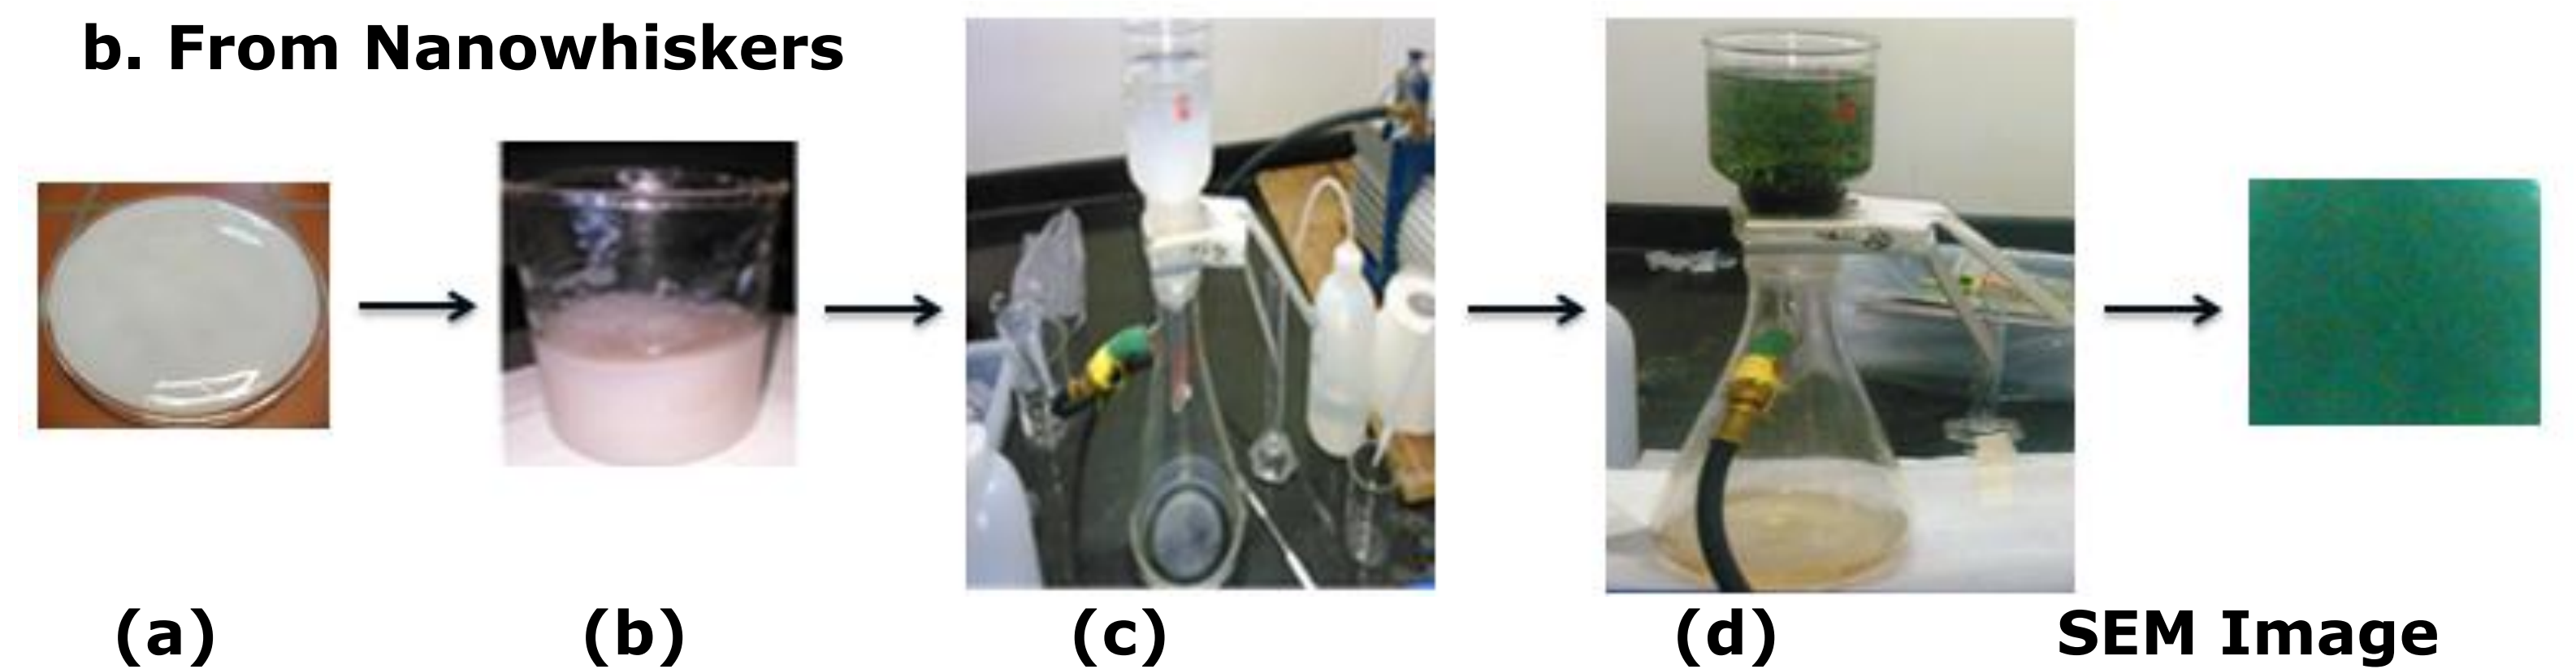 b. From Nanowhiskers
(a)
(b)
(c)
(d)
SEM Image